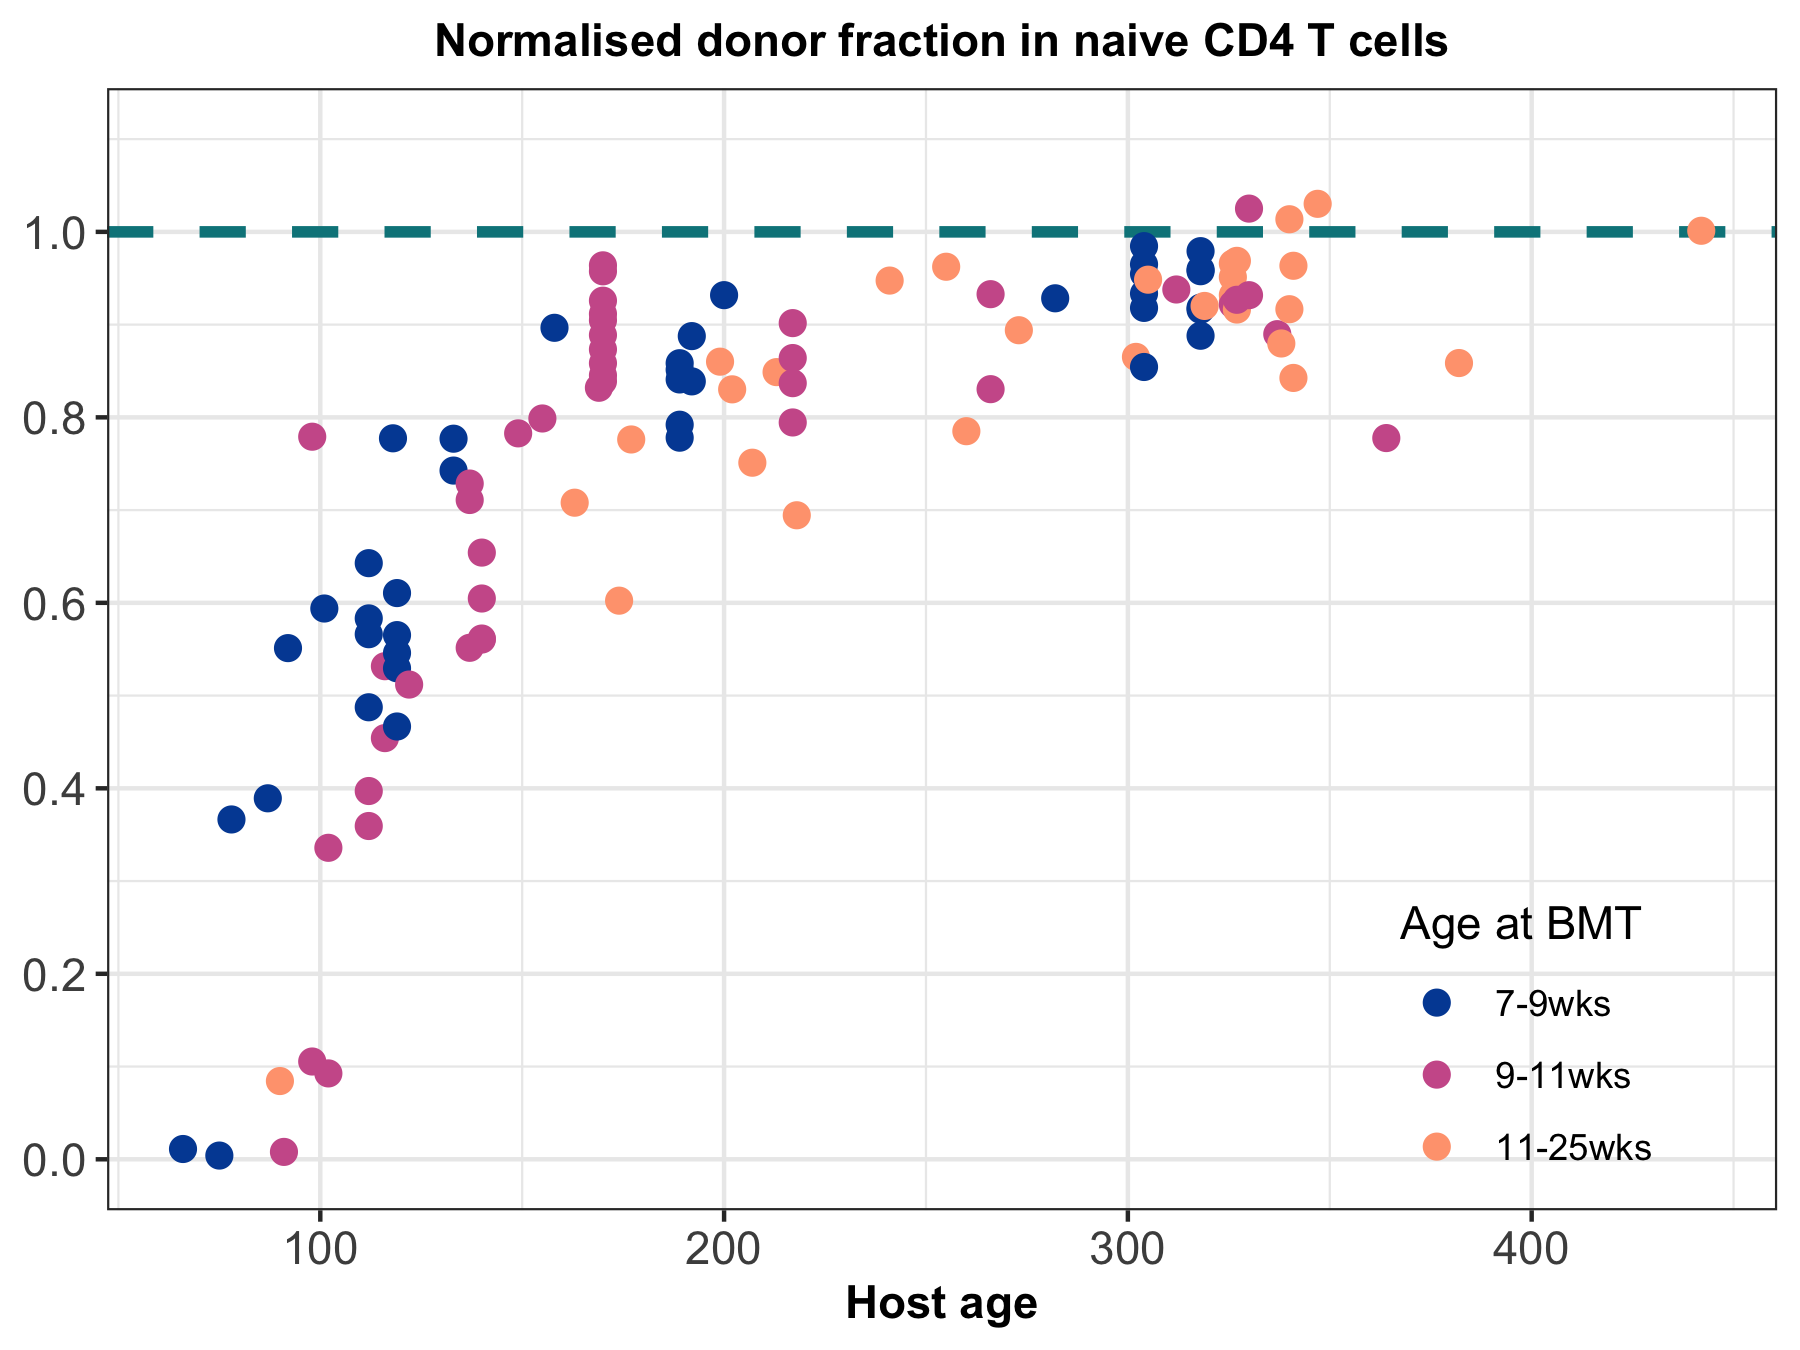 Normalised donor fraction in naive CD4 T cells
1.0
0.8
0.6
0.4
0.2
0.0
Age at BMT
7-9wks
9-11wks
11-25wks
100
200
300
400
Host age